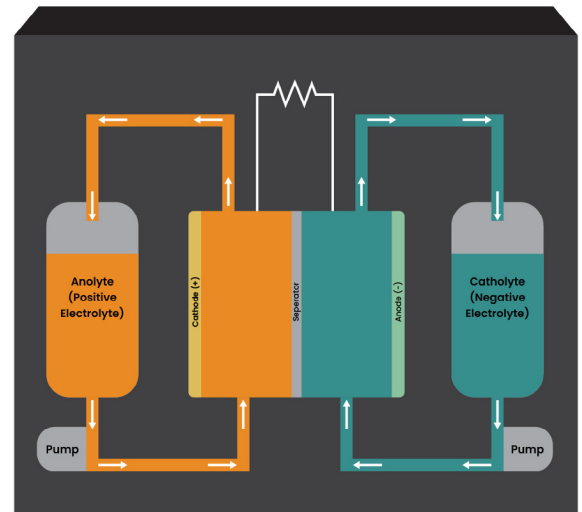 Anolyte
(Positive
Electrolyte)
Cathode (+)
Seperator
Anode (-)
Catholyte
(Negative
Electrolyte)
Pump
Pump